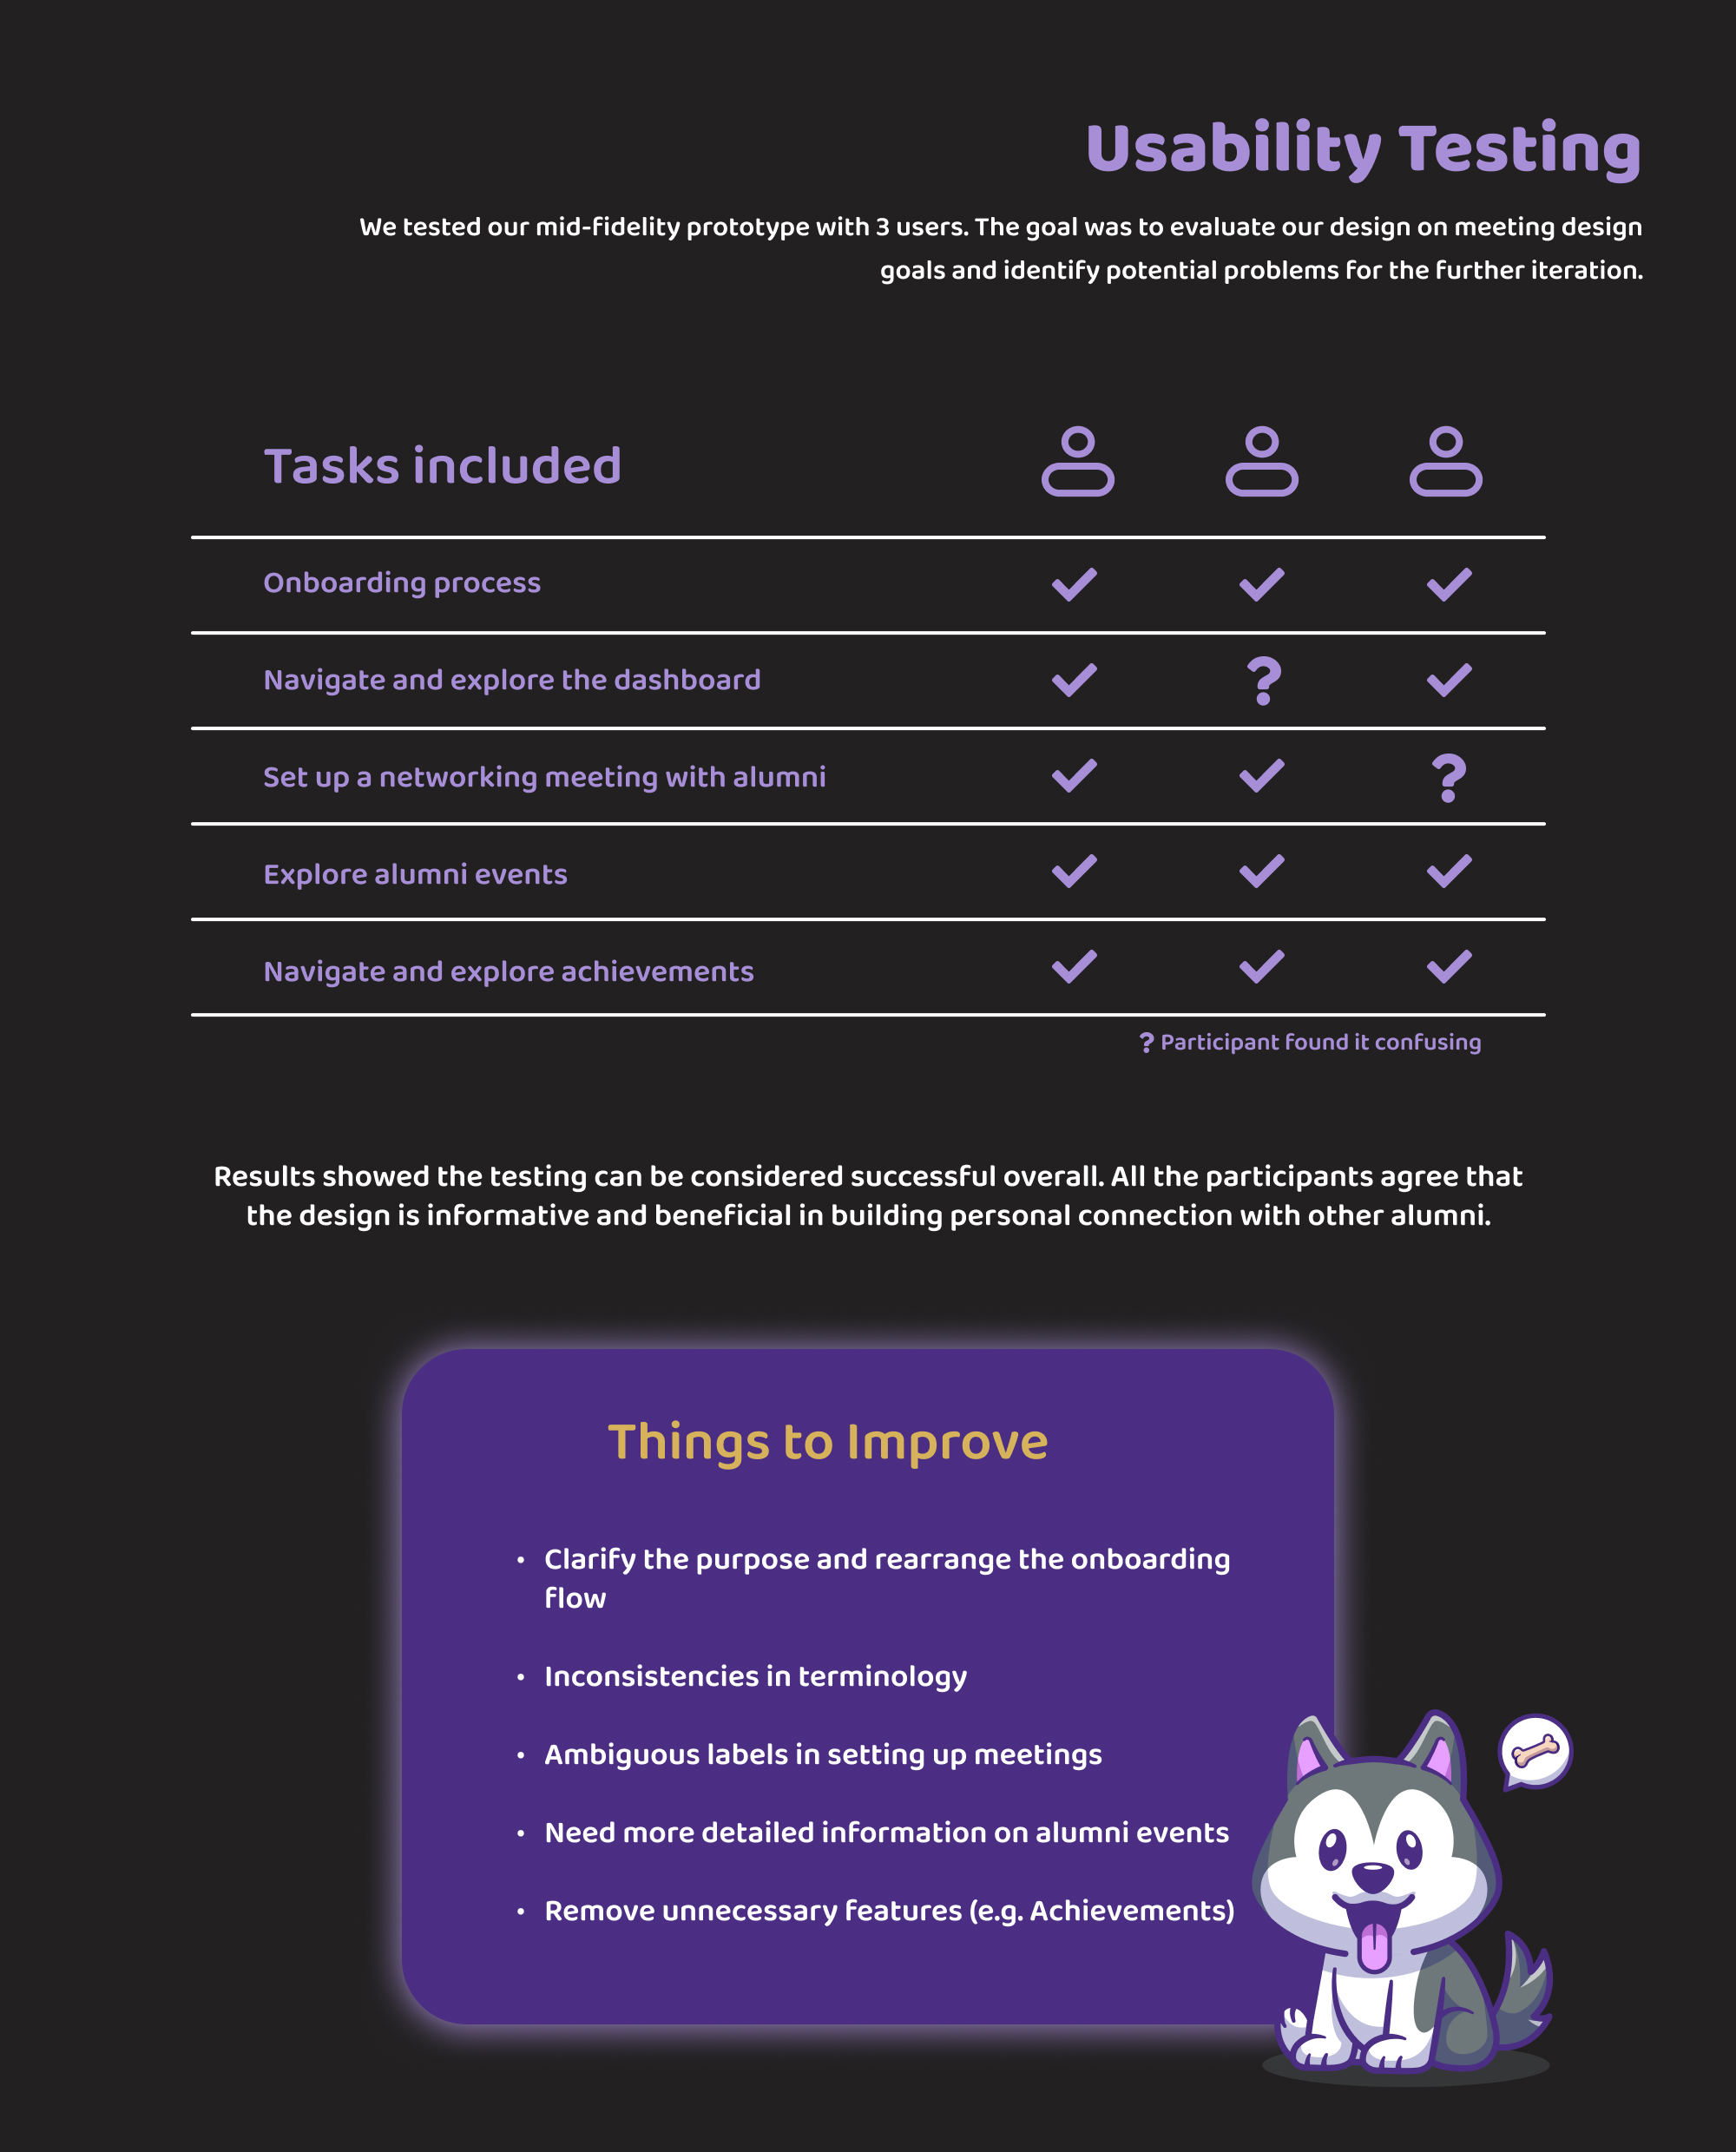 Usability Testing
We tested our mid-fidelity prototype with 3 users. The goal was to evaluate our design on meeting design
goals and identify potential problems for the further iteration.
Tasks included
Onboarding process
Navigate and explore the dashboard
?
Set up a networking meeting with alumni
?
Explore alumni events
Navigate and explore achievements
? Participant found it confusing
Results showed the testing can be considered successful overall. All the participants agree that
the design is informative and beneficial in building personal connection with other alumni.
Things to Improve
• Clarify the purpose and rearrange the onboarding
flow
• Inconsistencies in terminology
• Ambiguous labels in setting up meetings
• Need more detailed information on alumni events
• Remove unnecessary features (e.g. Achievements)